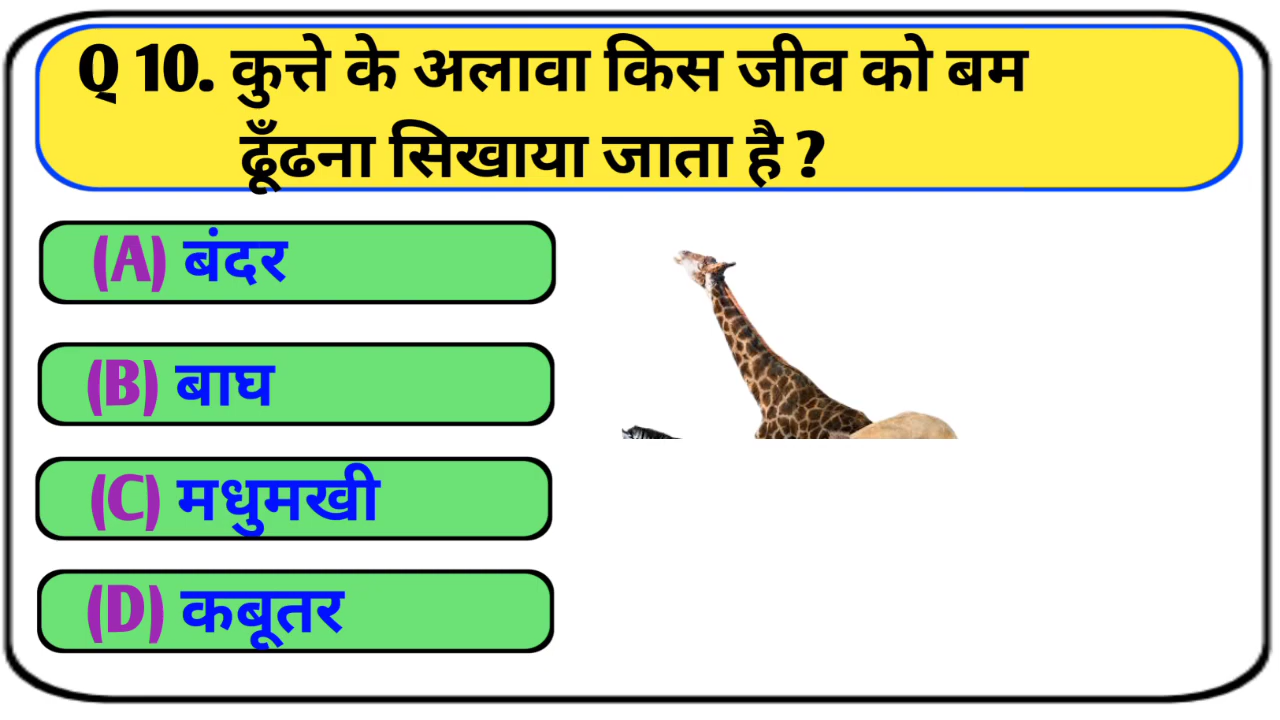 Q 10. कुत्ते के अलावा किस जीव को बम
ढूँढना सिखाया जाता है ?
(A) बंदर
(B) बाघ
(C) मधुमखी
(D) कबूतर